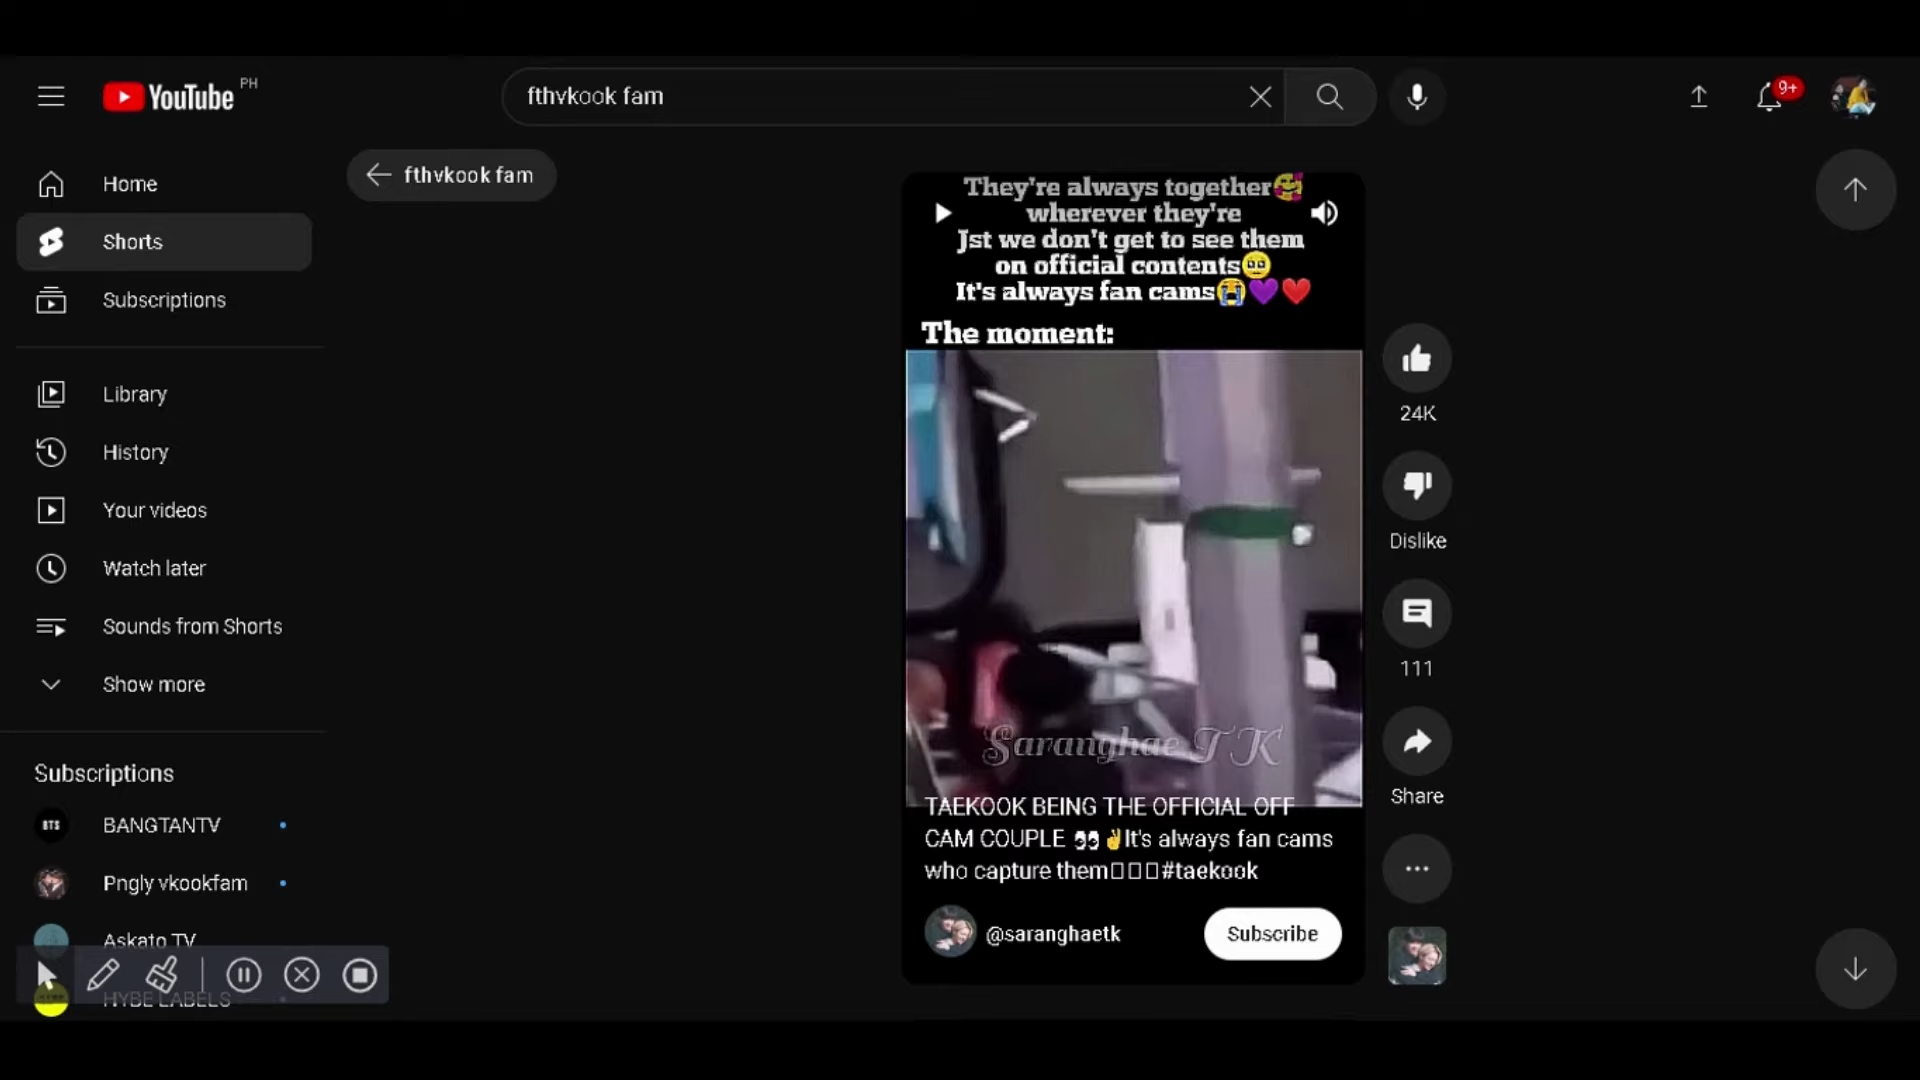 YouTube PH
fthvkook fam
9+
Home
Shorts
Subscriptions
Library
History
Your videos
Watch later
Sounds from Shorts
Show more
Subscriptions
BTS
BANGTANTV
Pngly vkookfam
Askato TV
HYBE LABELS
fthvkook fam
They're always together🥰
wherever they're
Jst we don't get to see them
on official contents😬
It's always fan cams😭💜❤️
The moment:
Saranghae TK
TAEKOOK BEING THE OFFICIAL OFF
CAM COUPLE 👀✌️It's always fan cams
who capture them▯▯▯#taekook
@saranghaetk
Subscribe
24K
Dislike
111
Share